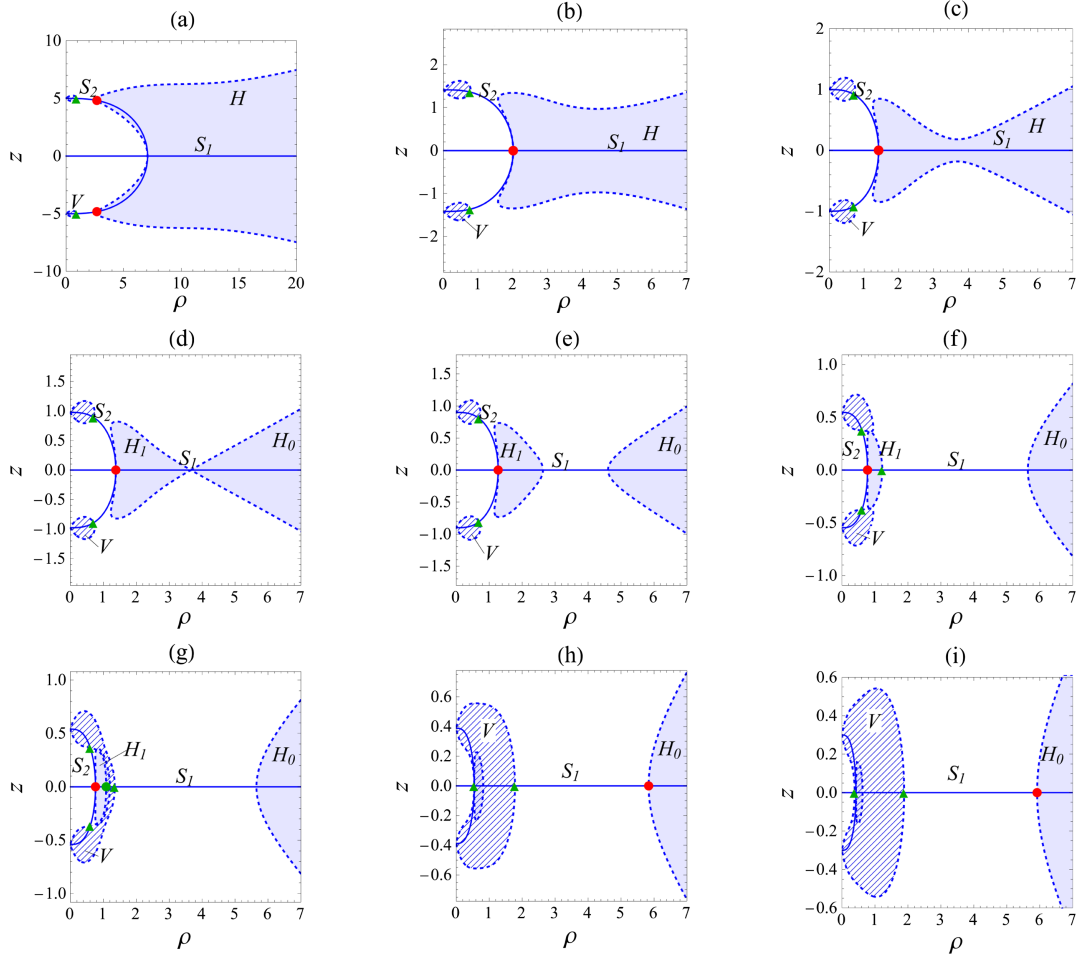 (a)
10
5
0
−5
−10
z
S2
H
S1
V
0 5 10 15 20
ρ
(b)
2
1
0
−1
−2
z
S2
H
S1
V
0 1 2 3 4 5 6 7
ρ
(c)
2
1
0
−1
−2
z
S2
H
S1
V
0 1 2 3 4 5 6 7
ρ
(d)
1.5
1.0
0.5
0.0
−0.5
−1.0
−1.5
z
S2
H1
S1
H0
V
0 1 2 3 4 5 6 7
ρ
(e)
1.5
1.0
0.5
0.0
−0.5
−1.0
−1.5
z
S2
H1
S1
H0
V
0 1 2 3 4 5 6 7
ρ
(f)
1.0
0.5
0.0
−0.5
−1.0
z
S2
H1
S1
H0
V
0 1 2 3 4 5 6 7
ρ
(g)
1.0
0.5
0.0
−0.5
−1.0
z
H1
S2
S1
H0
V
0 1 2 3 4 5 6 7
ρ
(h)
0.6
0.4
0.2
0.0
−0.2
−0.4
−0.6
z
V
S1
H0
0 1 2 3 4 5 6 7
ρ
(i)
0.6
0.4
0.2
0.0
−0.2
−0.4
−0.6
z
V
S1
H0
0 1 2 3 4 5 6 7
ρ